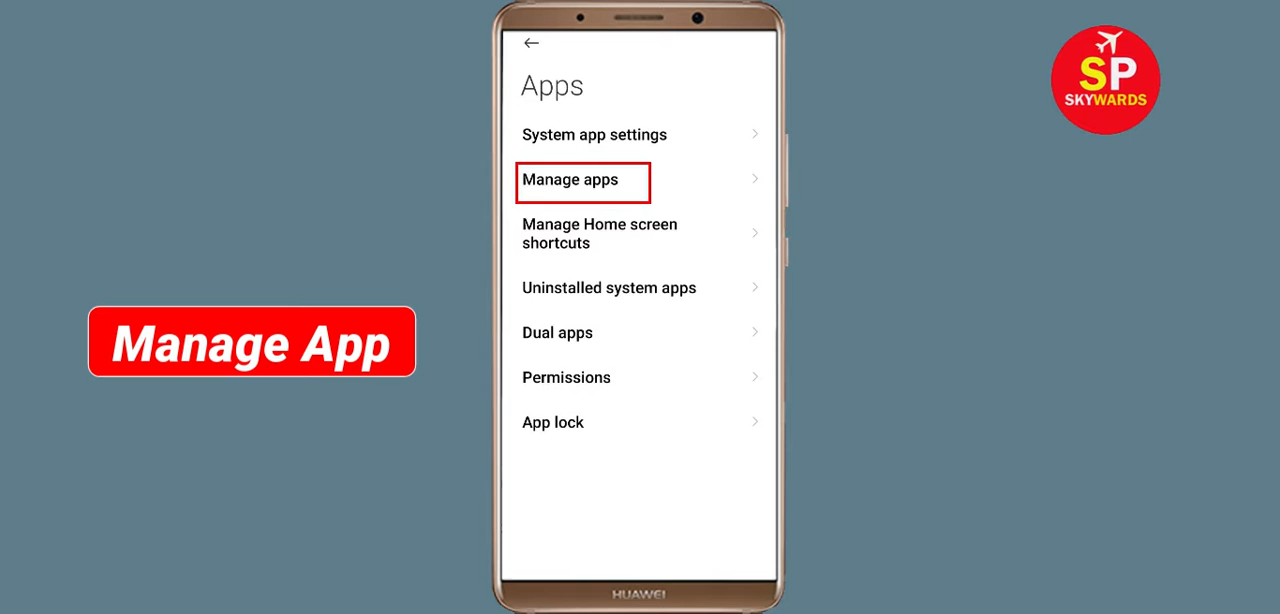 Apps
System app settings
Manage apps
Manage Home screen
shortcuts
Uninstalled system apps
Dual apps
Permissions
App lock
HUAWEI
Manage App
SP
SKYWARDS